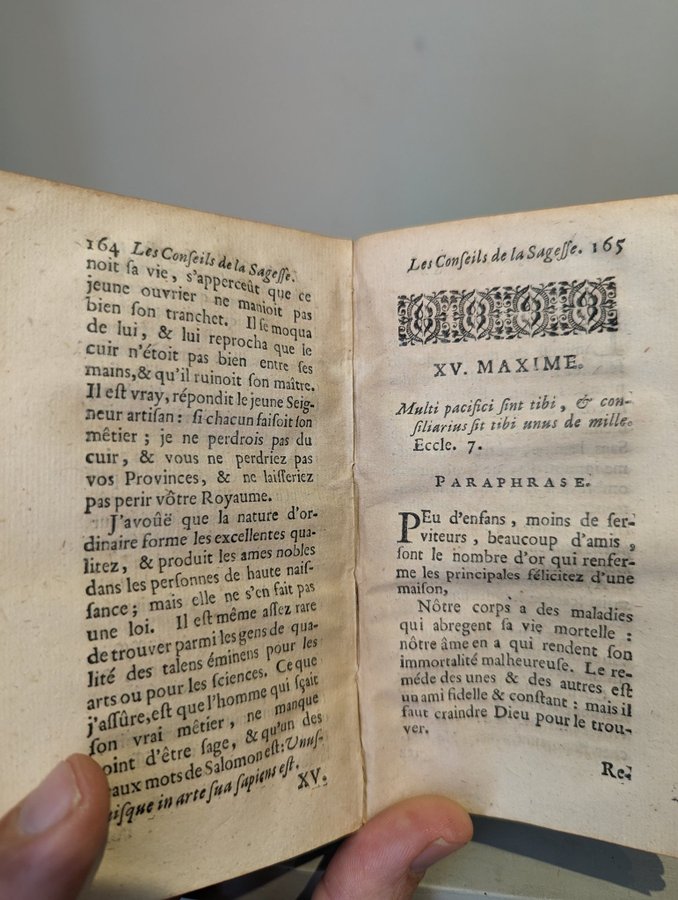 164 Les Conſeils de la Sageſſe.
noit ſa vie, s'apperceût que ce
jeune ouvrier ne manioit pas
bien ſon tranchet. Il ſe moqua
de lui, & lui reprocha que le
cuir n'étoit pas bien entre ſes
mains, & qu'il ruinoit ſon maître.
Il eſt vray, répondit le jeune Seig-
neur artiſan : ſi chacun faiſoit ſon
mêtier ; je ne perdrois pas du
cuir, & vous ne perdriez pas
vos Provinces, & ne laiſſeriez
pas perir vôtre Royaume.
J'avoûë que la nature d'or-
dinaire forme les excellentes qua-
litez, & produit les ames nobles
dans les perſonnes de haute naiſ-
ſance ; mais elle ne s'en fait pas
une loi. Il eſt même aſſez rare
de trouver parmi les gens de qua-
lité des talens éminens pour les
arts ou pour les ſciences. Ce que
j'aſſûre, eſt que l'homme qui ſçait
ſon vrai mêtier, ne manque
point d'être ſage, & qu'un des
eaux mots de Salomon eſt : Unuſ-
uiſque in arte ſua ſapiens eſt.
XV.
Les Conſeils de la Sageſſe. 165
XV. MAXIME.
Multi pacifici ſint tibi, & con-
ſiliarius ſit tibi unus de mille.
Eccle. 7.
PARAPHRASE.
PEu d'enfans, moins de ſer-
viteurs, beaucoup d'amis,
ſont le nombre d'or qui renfer-
me les principales félicitez d'une
maiſon,
Nôtre corps a des maladies
qui abregent ſa vie mortelle :
nôtre âme en a qui rendent ſon
immortalité malheureuſe. Le re-
méde des unes & des autres eſt
un ami fidelle & conſtant : mais il
faut craindre Dieu pour le trou-
ver.
Re-